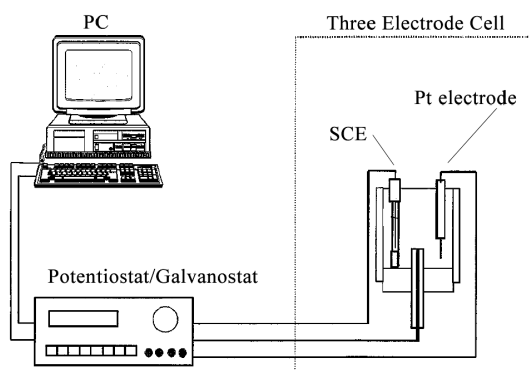 PC
Three Electrode Cell
Pt electrode
SCE
Potentiostat/Galvanostat